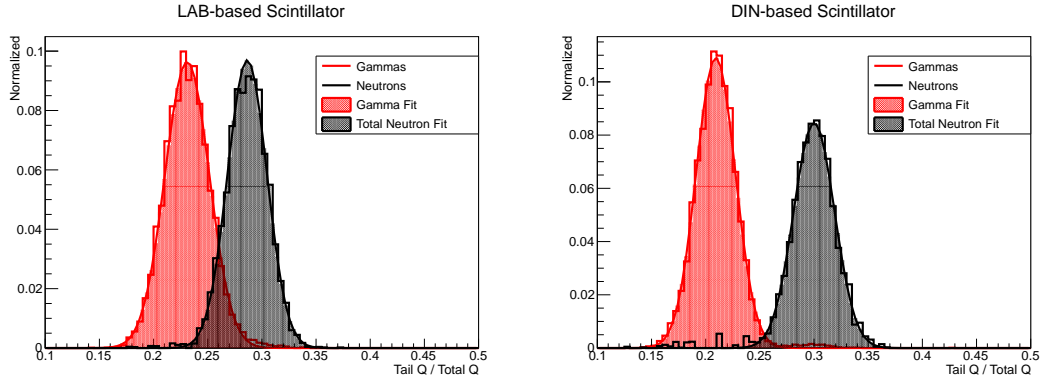 LAB-based Scintillator
Normalized
0.1
0.08
0.06
0.04
0.02
0
0.1 0.15 0.2 0.25 0.3 0.35 0.4 0.45 0.5
Tail Q / Total Q
Gammas
Neutrons
Gamma Fit
Total Neutron Fit
DIN-based Scintillator
Normalized
0.1
0.08
0.06
0.04
0.02
0
0.1 0.15 0.2 0.25 0.3 0.35 0.4 0.45 0.5
Tail Q / Total Q
Gammas
Neutrons
Gamma Fit
Total Neutron Fit